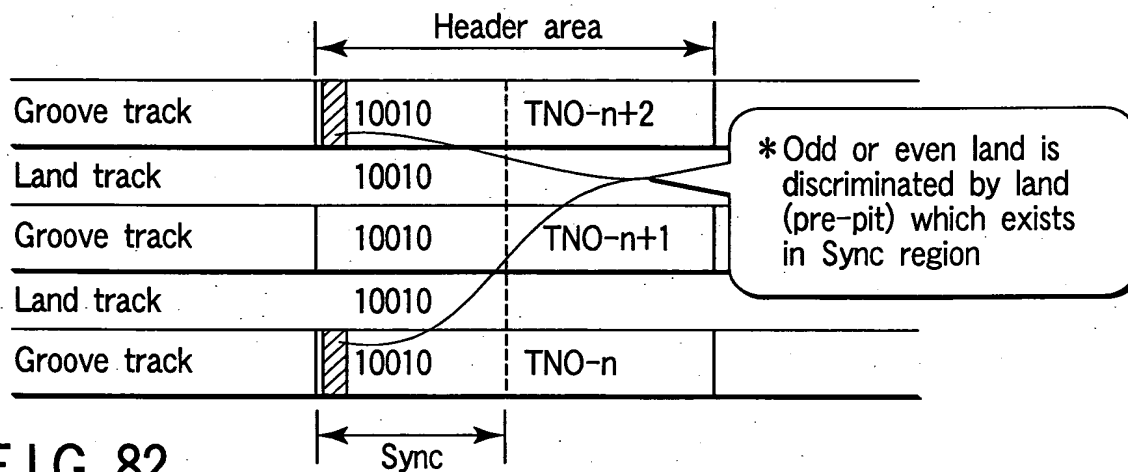 Header area
Groove track 10010 TNO-n+2
Land track 10010
Groove track 10010 TNO-n+1
Land track 10010
Groove track 10010 TNO-n
* Odd or even land is
discriminated by land
(pre-pit) which exists
in Sync region
Sync
FIG. 82